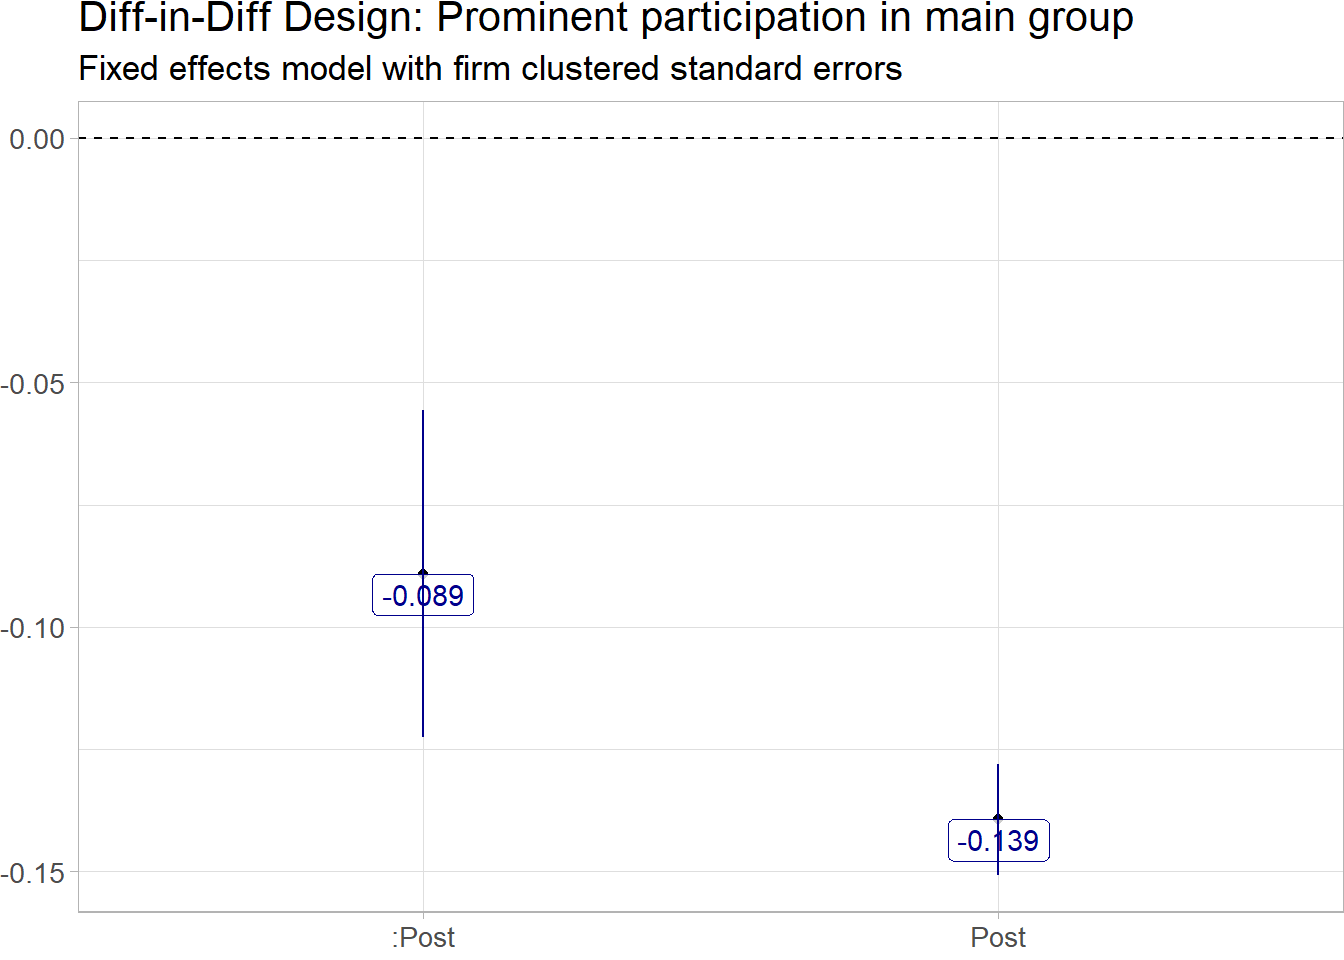 Diff-in-Diff Design: Prominent participation in main group
Fixed effects model with firm clustered standard errors
0.00
-0.05
-0.089
-0.10
-0.139
-0.15
:Post Post